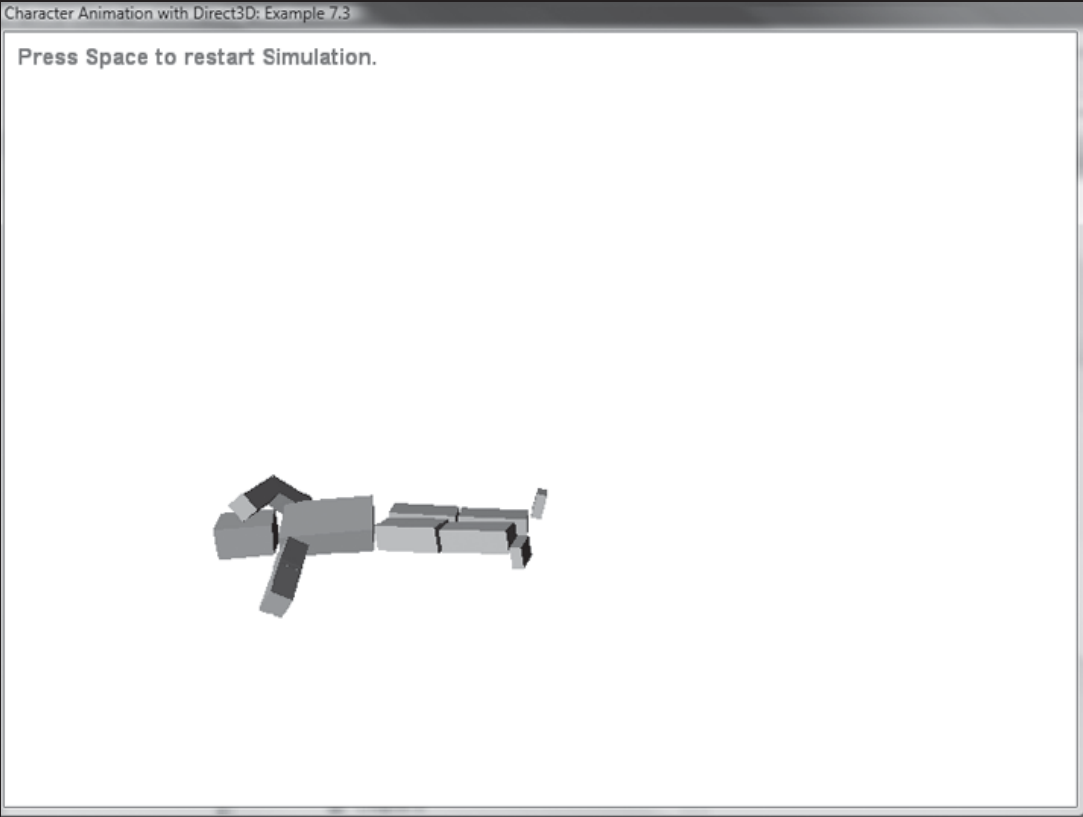 Character Animation with Direct3D: Example 7.3
Press Space to restart Simulation.